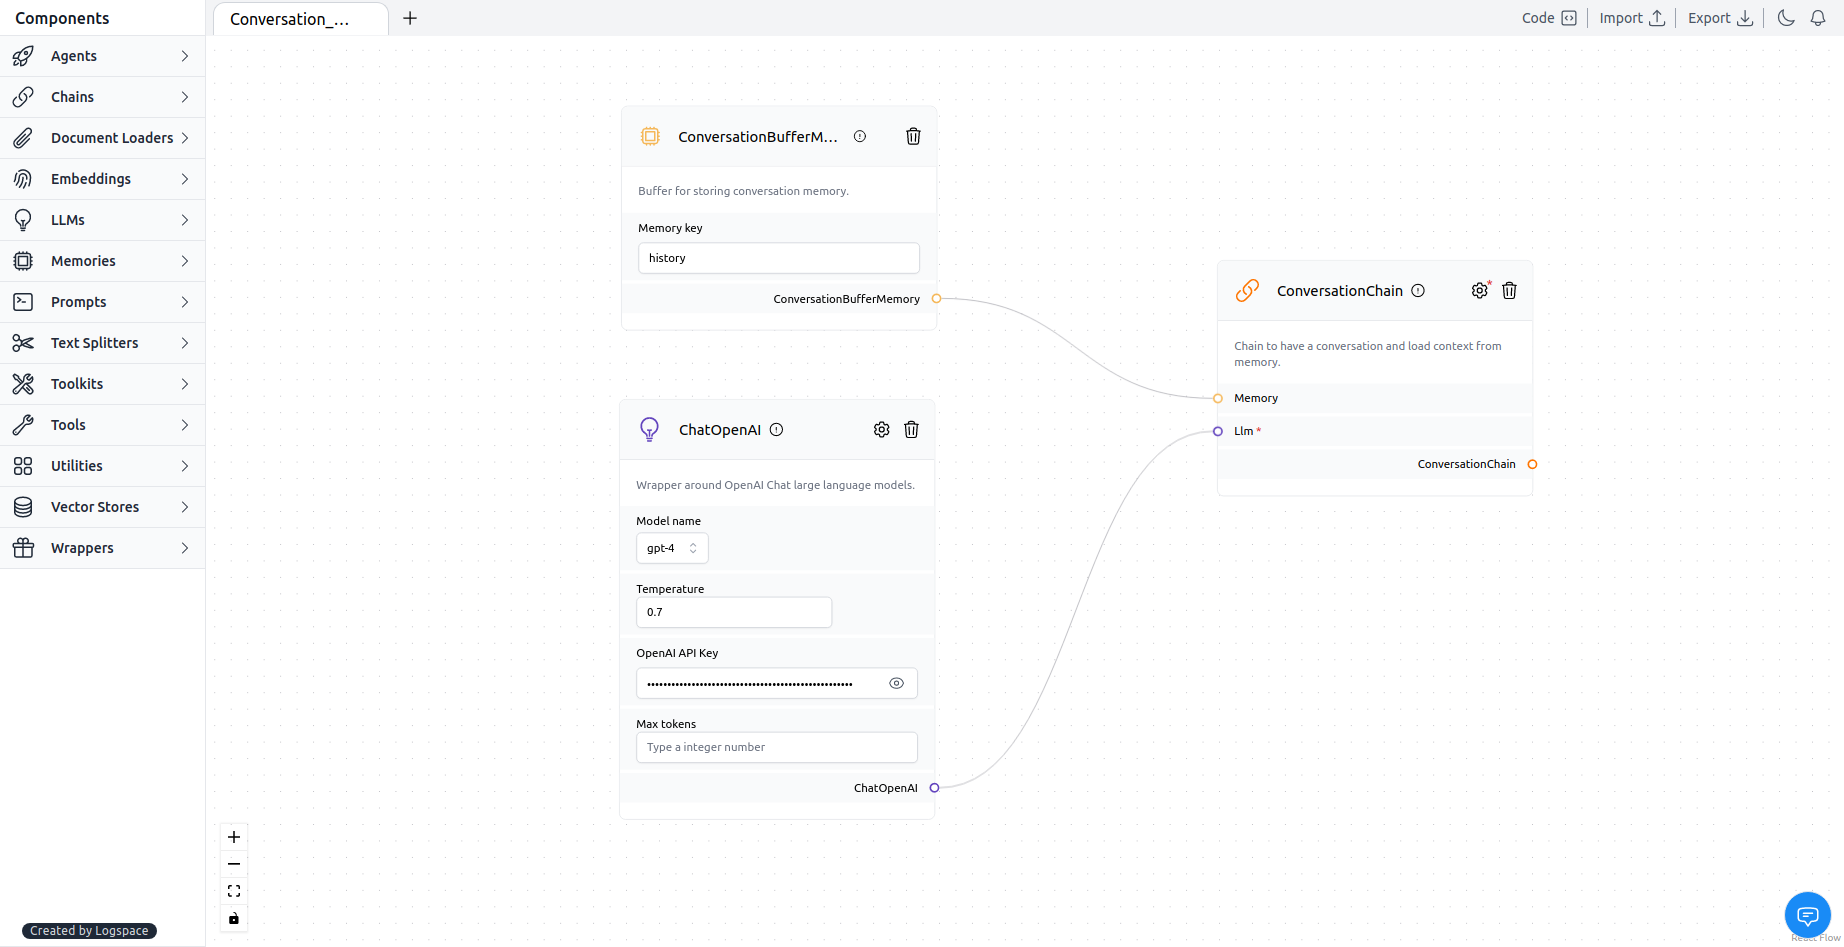 Components
Conversation_...
Code
Import
Export
Agents
Chains
Document Loaders
Embeddings
LLMs
Memories
Prompts
Text Splitters
Toolkits
Tools
Utilities
Vector Stores
Wrappers
Created by Logspace
ConversationBufferM...
Buffer for storing conversation memory.
Memory key
history
ConversationBufferMemory
ChatOpenAI
Wrapper around OpenAI Chat large language models.
Model name
gpt-4
Temperature
0.7
OpenAI API Key
Max tokens
Type a integer number
ChatOpenAI
ConversationChain
*
Chain to have a conversation and load context from
memory.
Memory
Llm *
ConversationChain
React Flow